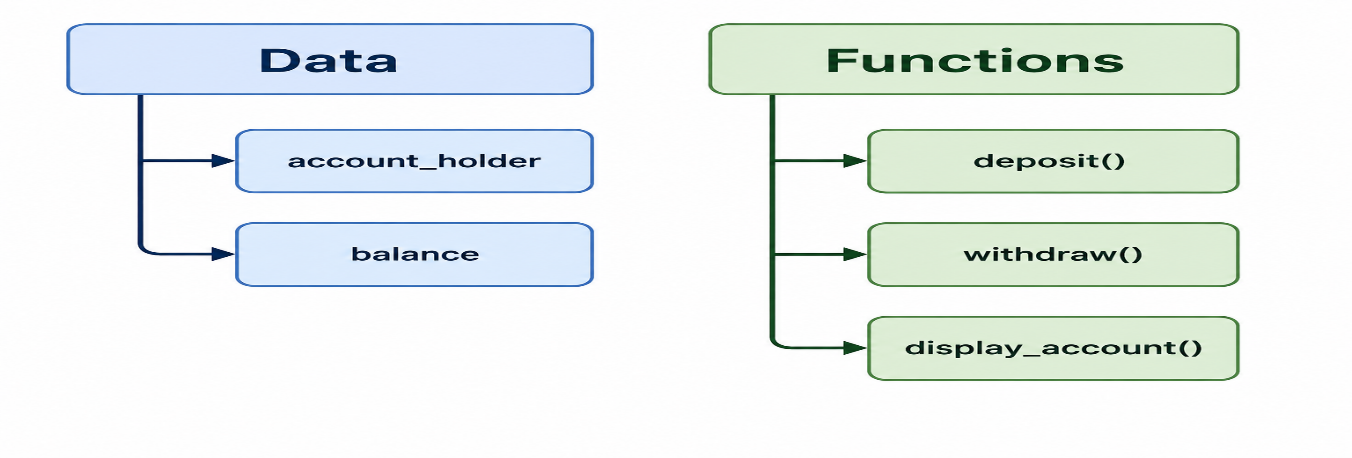 Data
account_holder
balance
Functions
deposit()
withdraw()
display_account()